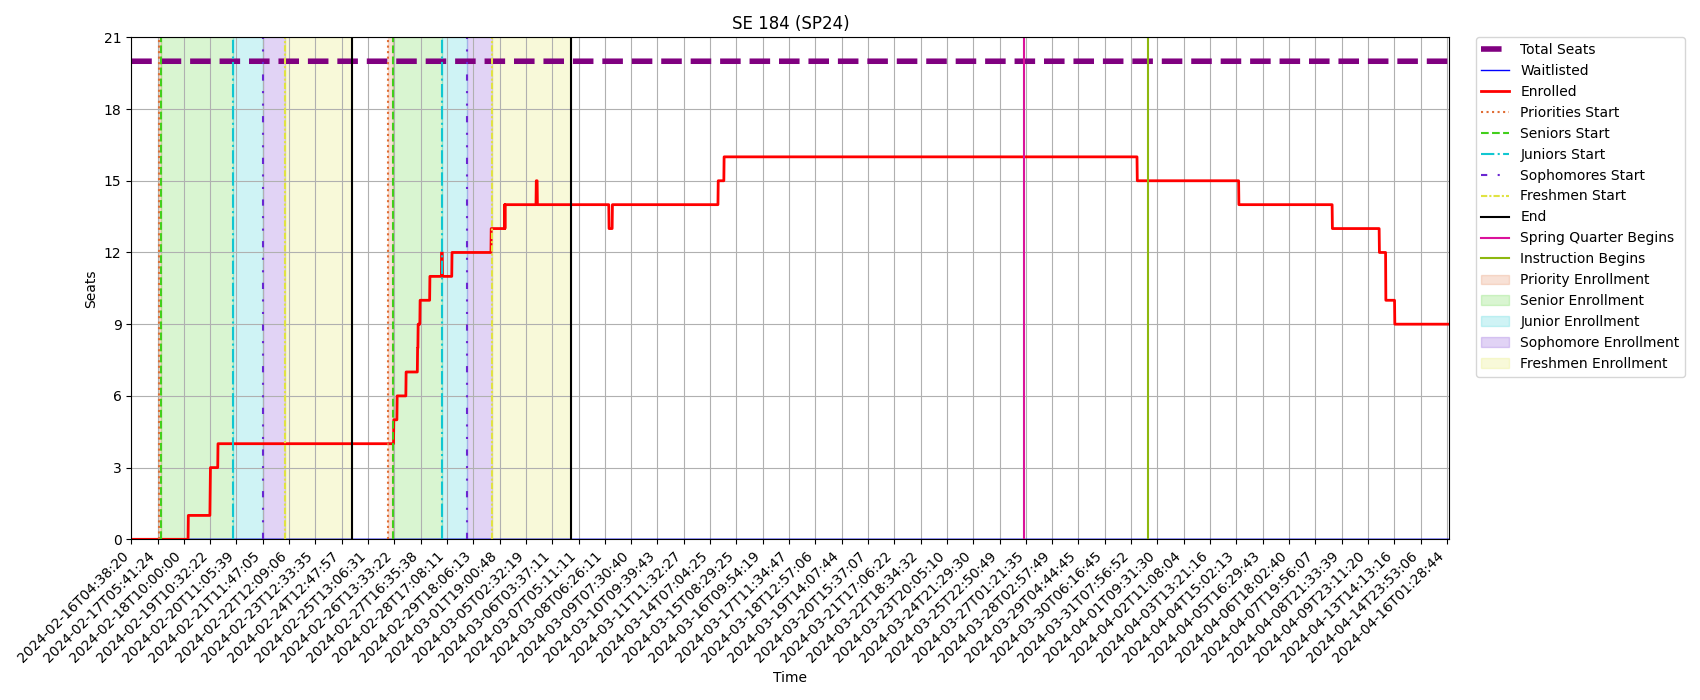 SE 184 (SP24)
21
18
15
12
9
6
3
0
Seats
2024-02-16T04:38:20
2024-02-17T05:41:24
2024-02-18T10:00:00
2024-02-19T10:32:22
2024-02-20T11:05:39
2024-02-21T11:47:05
2024-02-22T12:09:06
2024-02-23T12:33:35
2024-02-24T12:47:57
2024-02-25T13:06:31
2024-02-26T13:33:22
2024-02-27T16:35:38
2024-02-28T17:08:11
2024-02-29T18:06:13
2024-03-01T19:00:48
2024-03-05T02:32:19
2024-03-06T03:37:11
2024-03-07T05:11:11
2024-03-08T06:26:11
2024-03-09T07:30:40
2024-03-10T09:39:43
2024-03-11T11:32:27
2024-03-14T07:04:25
2024-03-15T08:29:25
2024-03-16T09:54:19
2024-03-17T11:34:47
2024-03-18T12:57:06
2024-03-19T14:07:44
2024-03-20T15:37:07
2024-03-21T17:06:22
2024-03-22T18:34:32
2024-03-23T20:05:10
2024-03-24T21:29:30
2024-03-25T22:50:49
2024-03-27T01:21:35
2024-03-28T02:57:49
2024-03-29T04:44:45
2024-03-30T06:16:45
2024-03-31T07:56:52
2024-04-01T09:31:30
2024-04-02T11:08:04
2024-04-03T13:21:16
2024-04-04T15:02:13
2024-04-05T16:29:43
2024-04-06T18:02:40
2024-04-07T19:56:07
2024-04-08T21:33:39
2024-04-09T23:11:20
2024-04-13T14:13:16
2024-04-14T23:53:06
2024-04-16T01:28:44
Time
Total Seats
Waitlisted
Enrolled
Priorities Start
Seniors Start
Juniors Start
Sophomores Start
Freshmen Start
End
Spring Quarter Begins
Instruction Begins
Priority Enrollment
Senior Enrollment
Junior Enrollment
Sophomore Enrollment
Freshmen Enrollment